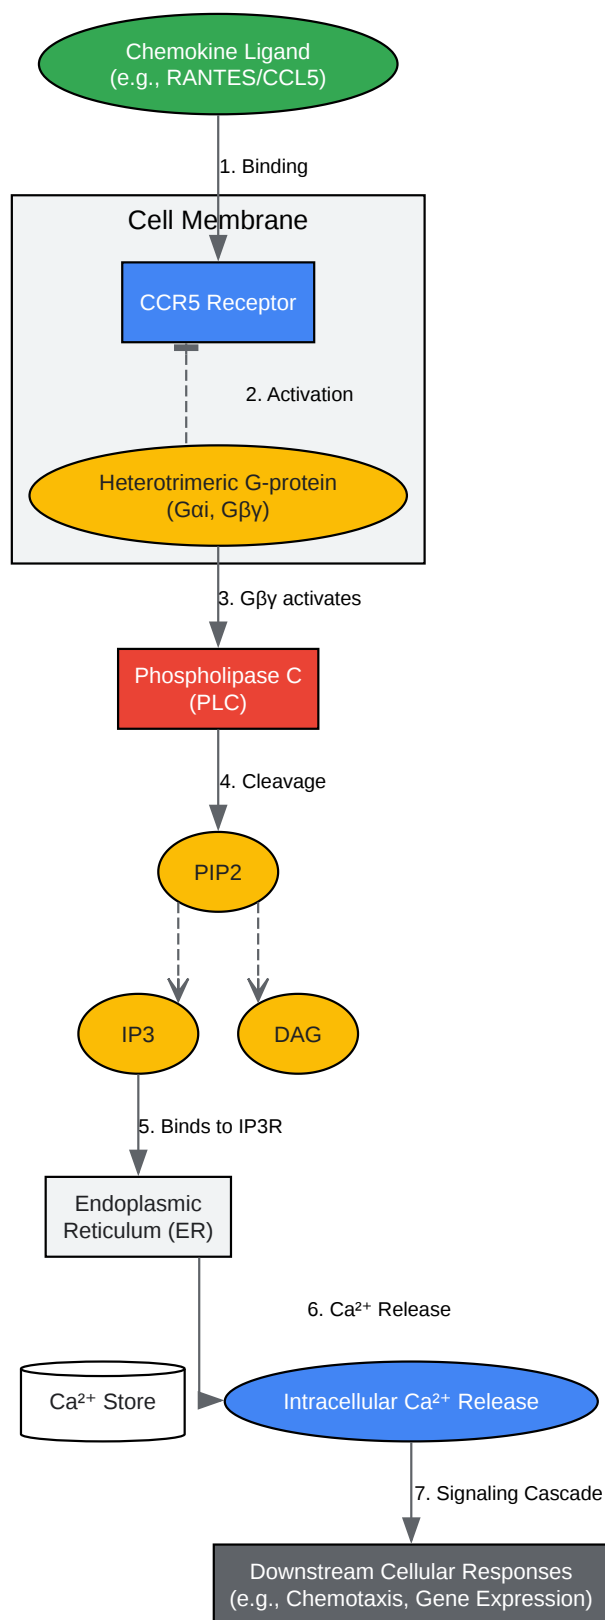 Chemokine Ligand
(e.g., RANTES/CCL5)
1. Binding
Cell Membrane
CCR5 Receptor
2. Activation
Heterotrimeric G-protein
(Gαi, Gβγ)
3. Gβγ activates
Phospholipase C
(PLC)
4. Cleavage
PIP2
IP3
DAG
5. Binds to IP3R
Endoplasmic
Reticulum (ER)
6. Ca²⁺ Release
Ca²⁺ Store
Intracellular Ca²⁺ Release
7. Signaling Cascade
Downstream Cellular Responses
(e.g., Chemotaxis, Gene Expression)